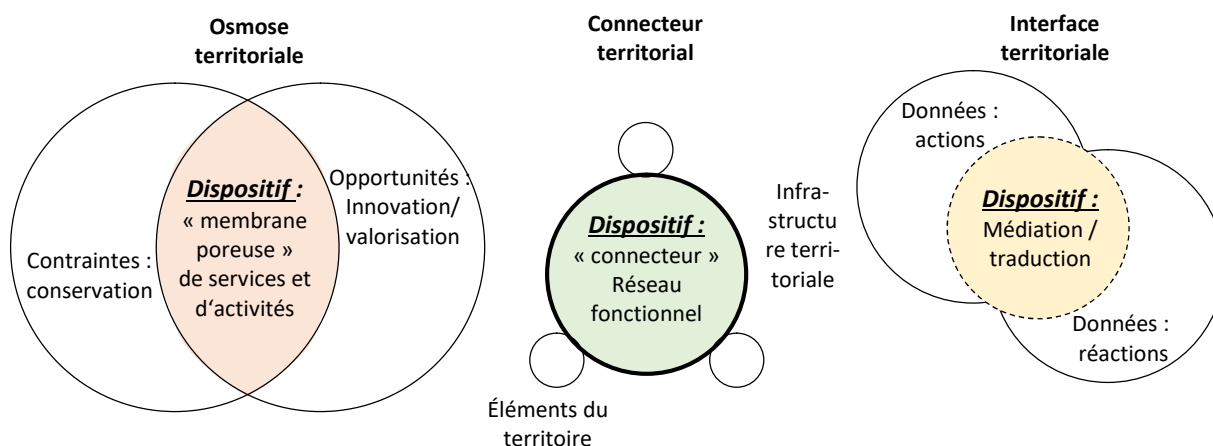 Osmose
territoriale
Contraintes :
conservation
Dispositif :
« membrane
poreuse »
de services et
d'activités
Opportunités :
Innovation/
valorisation
Connecteur
territorial
Dispositif :
« connecteur »
Réseau
fonctionnel
Infra-
structu
re terri-
toriale
Éléments du
territoire
Interface
territoriale
Données :
actions
Dispositif :
Médiation /
traduction
Données :
réactions